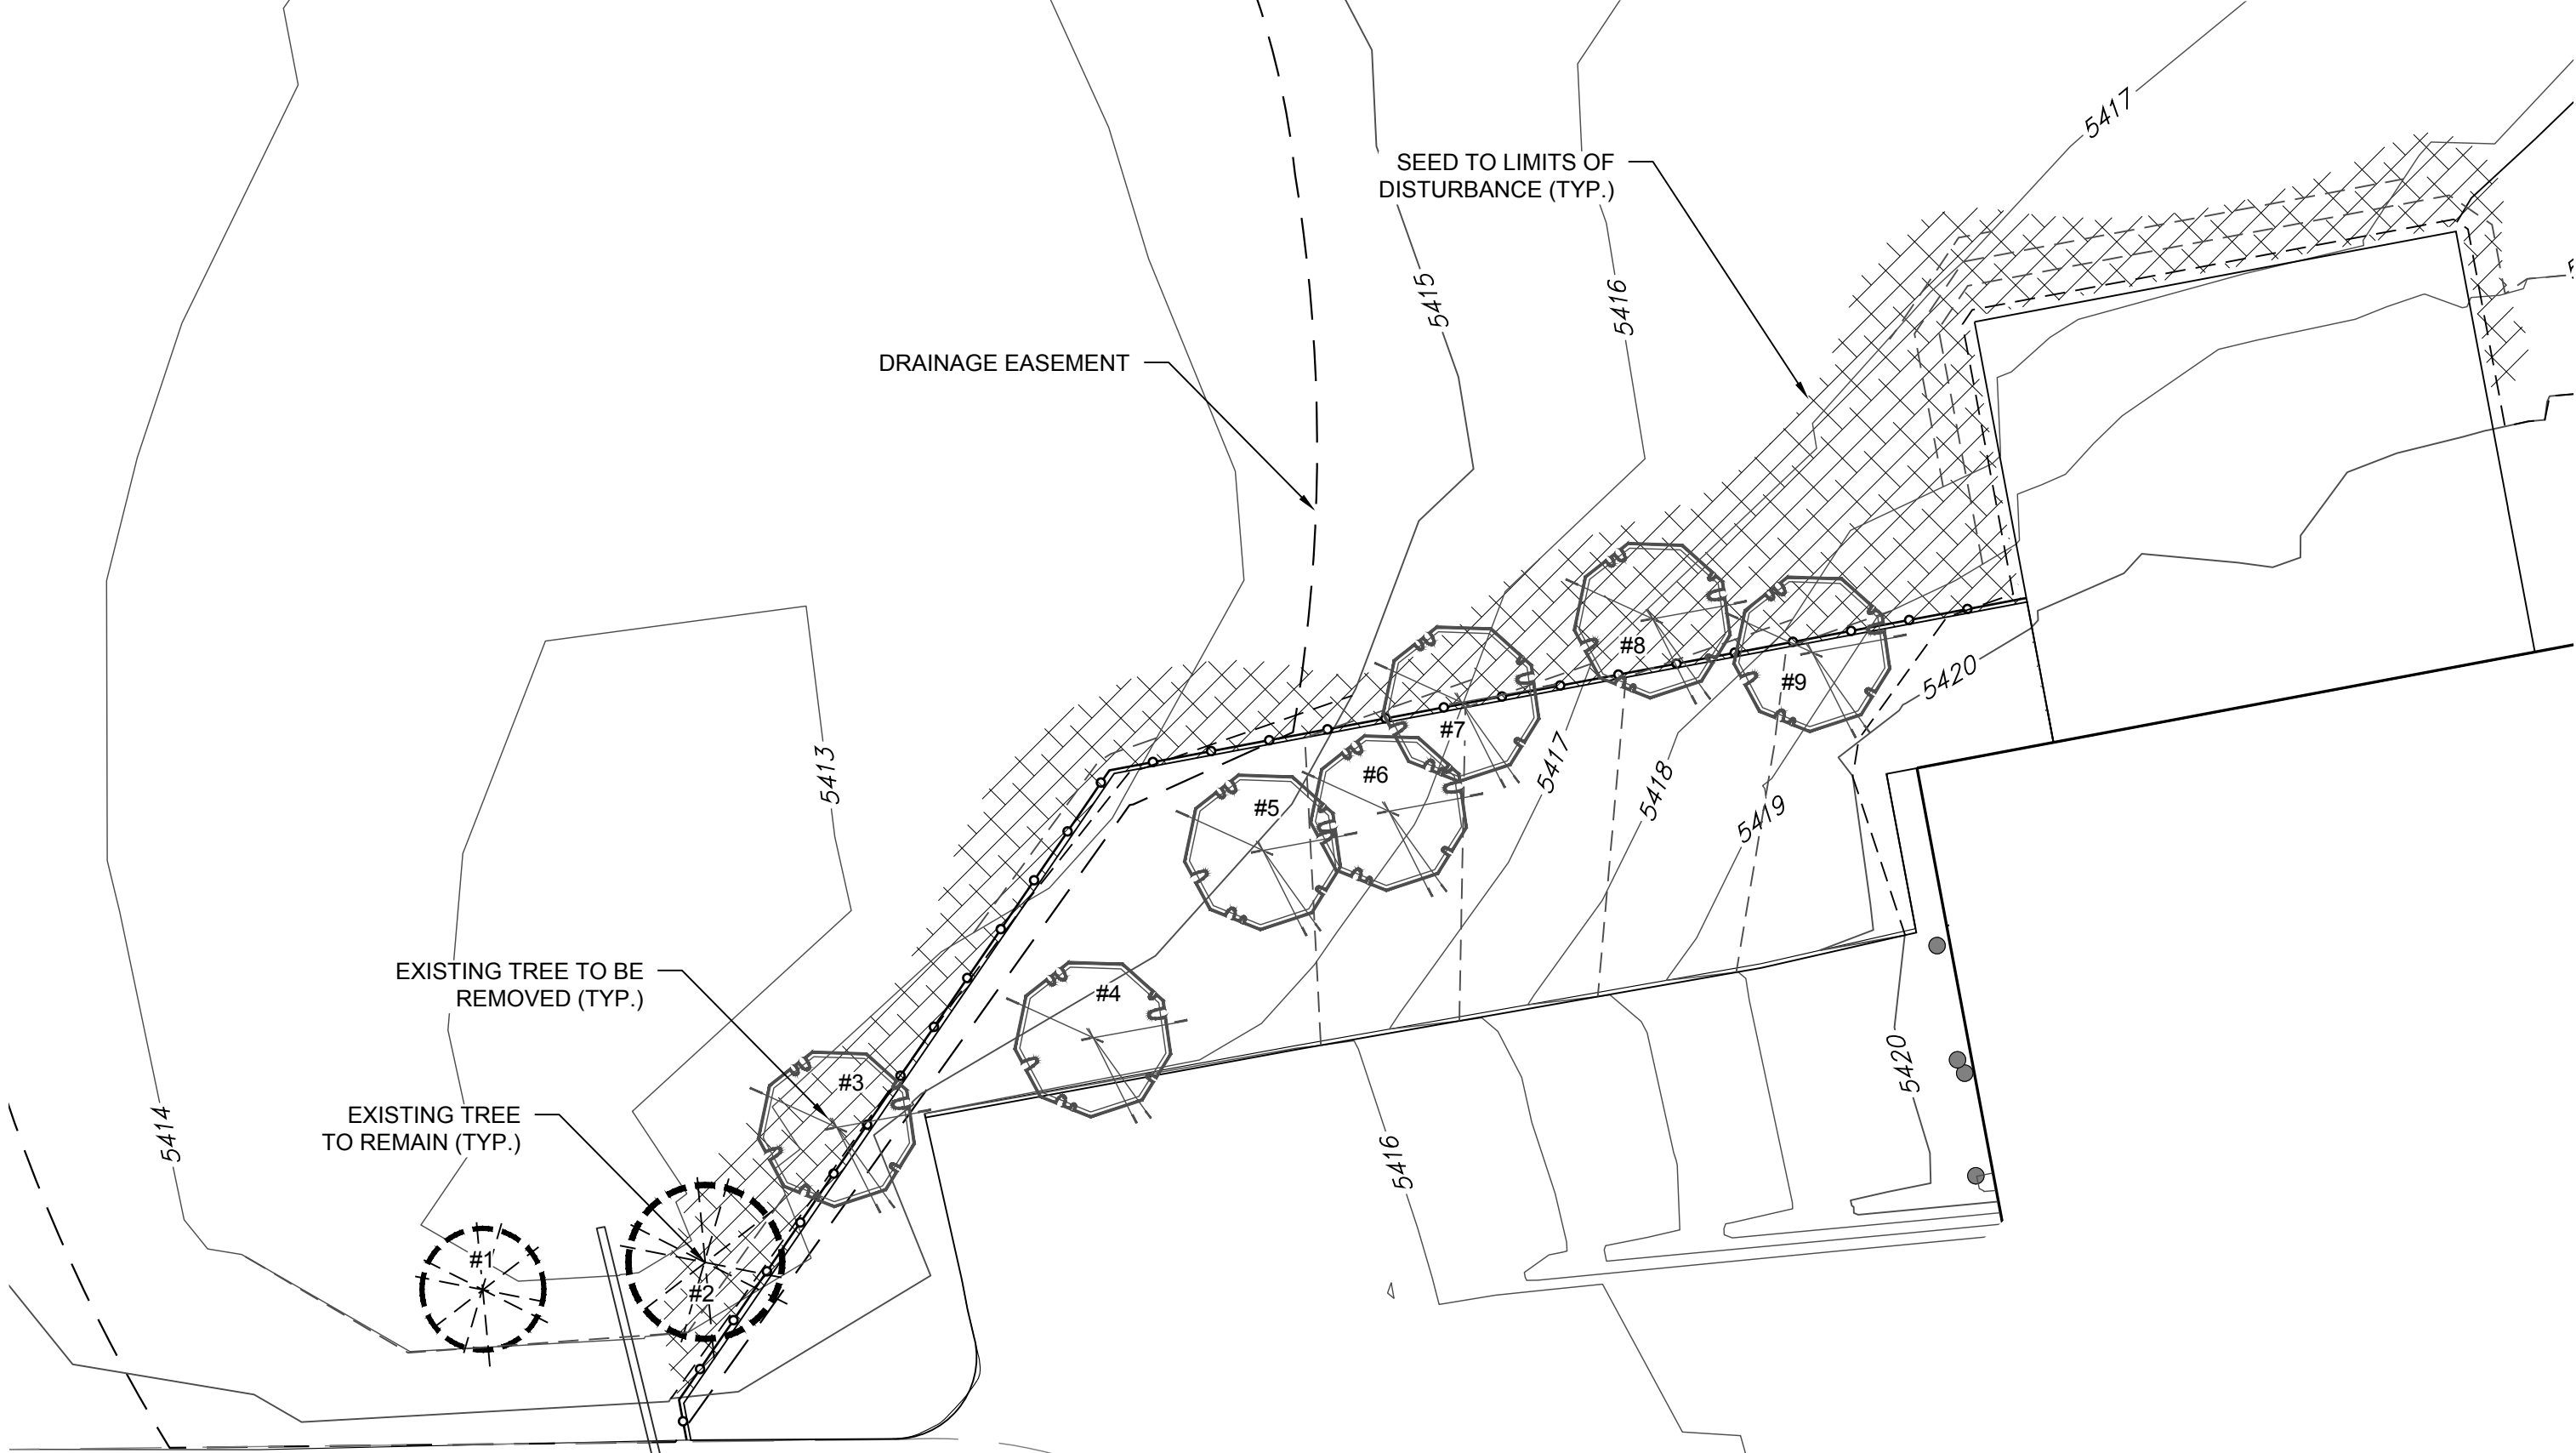 5417
SEED TO LIMITS OF
DISTURBANCE (TYP.)
5415
5416
DRAINAGE EASEMENT
#8
#9
5420
#7
5417
5418
5419
#6
#5
5413
EXISTING TREE TO BE
REMOVED (TYP.)
#4
#3
5420
EXISTING TREE
TO REMAIN (TYP.)
5414
5416
#1
#2